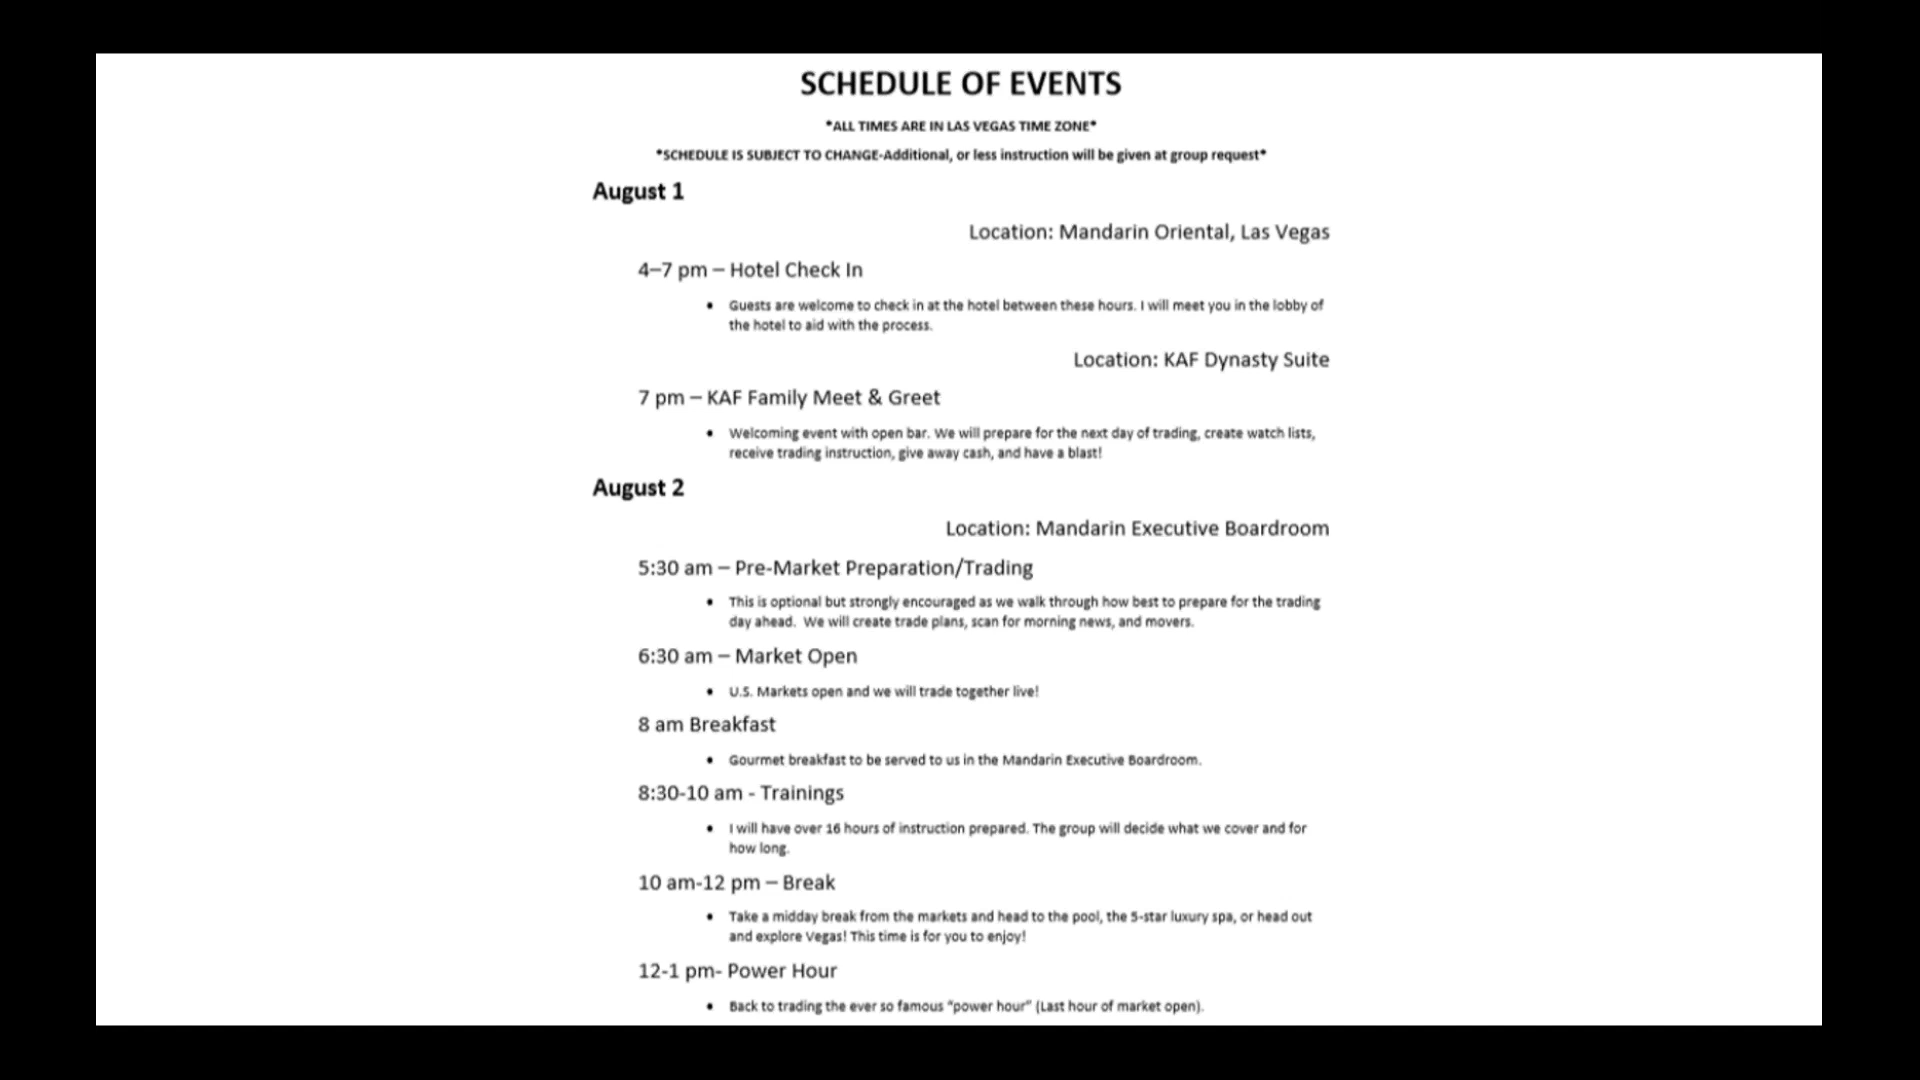 SCHEDULE OF EVENTS
*ALL TIMES ARE IN LAS VEGAS TIME ZONE*
*SCHEDULE IS SUBJECT TO CHANGE-Additional, or less instruction will be given at group request*
August 1
Location: Mandarin Oriental, Las Vegas
4–7 pm – Hotel Check In
• Guests are welcome to check in at the hotel between these hours. I will meet you in the lobby of
the hotel to aid with the process.
Location: KAF Dynasty Suite
7 pm – KAF Family Meet & Greet
• Welcoming event with open bar. We will prepare for the next day of trading, create watch lists,
receive trading instruction, give away cash, and have a blast!
August 2
Location: Mandarin Executive Boardroom
5:30 am – Pre-Market Preparation/Trading
• This is optional but strongly encouraged as we walk through how best to prepare for the trading
day ahead.  We will create trade plans, scan for morning news, and movers.
6:30 am – Market Open
• U.S. Markets open and we will trade together live!
8 am Breakfast
• Gourmet breakfast to be served to us in the Mandarin Executive Boardroom.
8:30-10 am - Trainings
• I will have over 16 hours of instruction prepared. The group will decide what we cover and for
how long.
10 am-12 pm – Break
• Take a midday break from the markets and head to the pool, the 5-star luxury spa, or head out
and explore Vegas! This time is for you to enjoy!
12-1 pm- Power Hour
• Back to trading the ever so famous "power hour" (Last hour of market open).